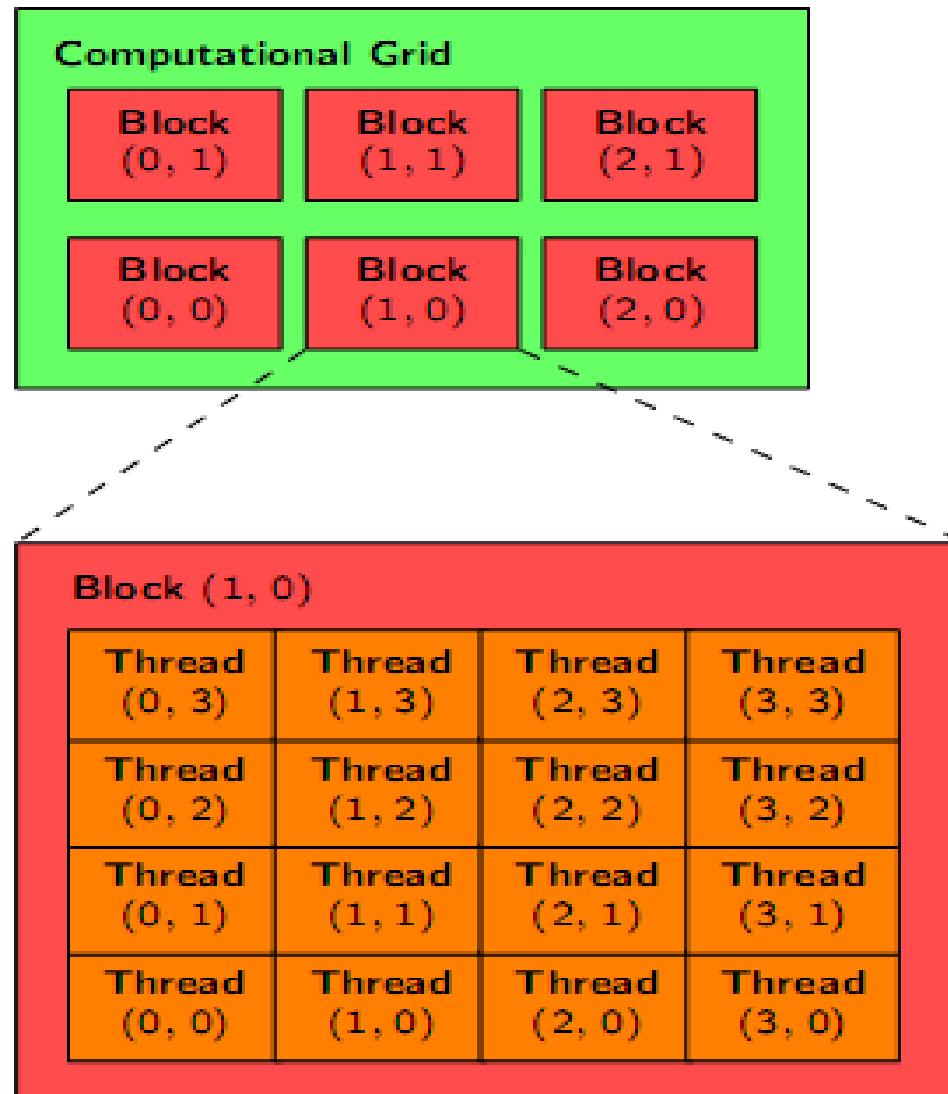 Computational Grid
Block Block Block
(0, 1) (1, 1) (2, 1)
Block Block Block
(0, 0) (1, 0) (2, 0)
Block (1, 0)
Thread Thread Thread Thread
(0, 3) (1, 3) (2, 3) (3, 3)
Thread Thread Thread Thread
(0, 2) (1, 2) (2, 2) (3, 2)
Thread Thread Thread Thread
(0, 1) (1, 1) (2, 1) (3, 1)
Thread Thread Thread Thread
(0, 0) (1, 0) (2, 0) (3, 0)